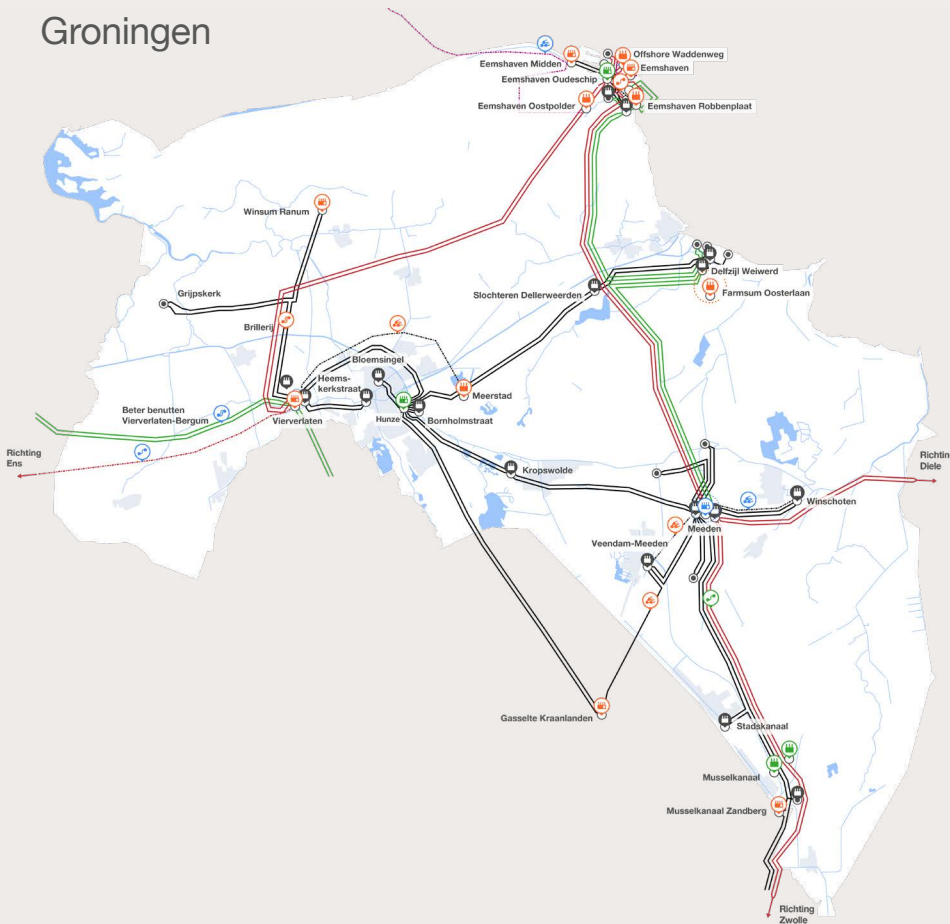 Groningen
Offshore Waddenweg
Eemshaven Midden
Eemshaven
Eemshaven Oudeschip
Eemshaven Oostpolder
Eemshaven Robbenplaat
Winsum Ranum
Delfzijl Weiwerd
Grijpskerk
Slochteren Dellerweerden
Farmsum Oosterlaan
Brillerij
Bloemsingel
Heems-
kerkstraat
Meerstad
Beter benutten
Vierverlaten-Bergum
Vierverlaten
Hunze
Bornholmstraat
Richting
Ens
Kropswolde
Richtin
Diele
Winschoten
Meeden
Veendam-Meeden
Gasselte Kraanlanden
Stadskanaal
Musselkanaal
Musselkanaal Zandberg
Richting
Zwolle